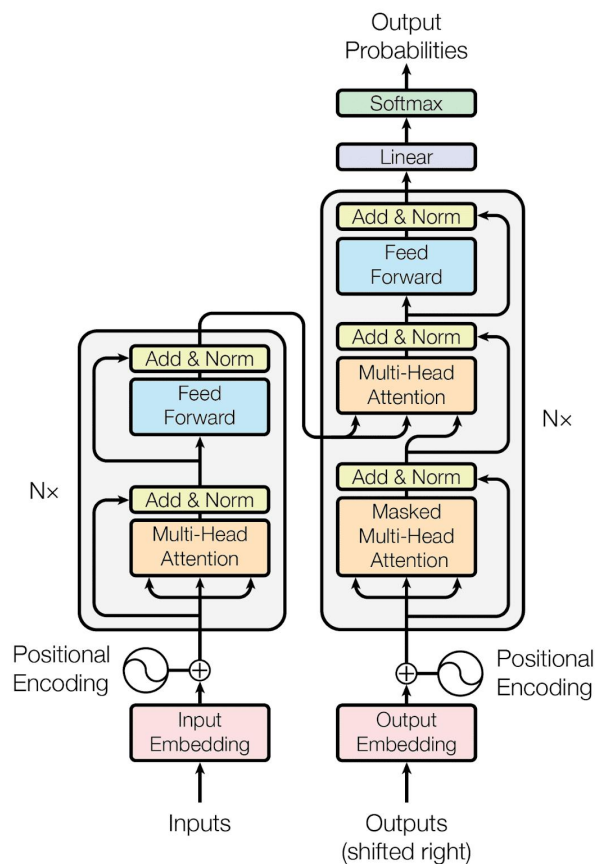 Output
Probabilities
Softmax
Linear
Add & Norm
Feed
Forward
Add & Norm
Multi-Head
Attention
Add & Norm
Masked
Multi-Head
Attention
N×
Add & Norm
Feed
Forward
Add & Norm
Multi-Head
Attention
N×
Positional
Encoding
Positional
Encoding
Input
Embedding
Output
Embedding
Inputs
Outputs
(shifted right)